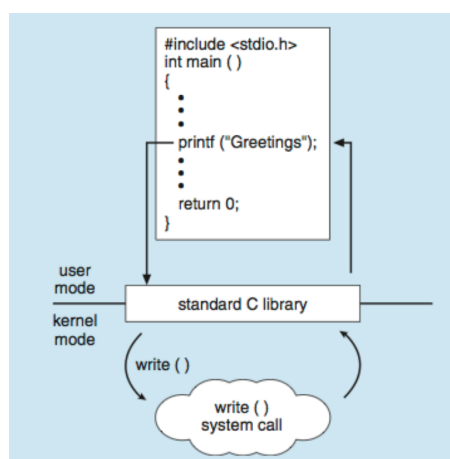 #include <stdio.h>
int main ( )
{
•
•
•
printf ("Greetings");
•
•
•
return 0;
}
user
mode
standard C library
kernel
mode
write ( )
write ( )
system call